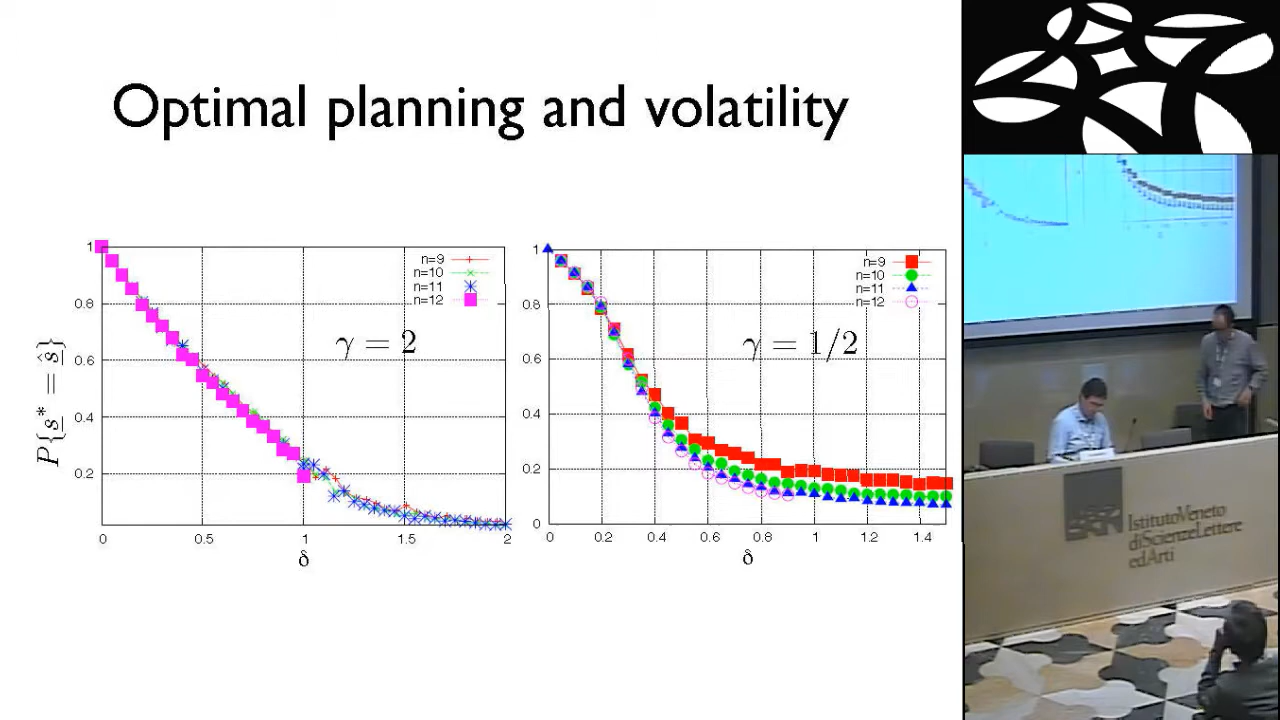 Optimal planning and volatility
P{s* = ŝ}
1
0.8
0.6
0.4
0.2
0
0.5
1
1.5
2
δ
n=9
n=10
n=11
n=12
γ = 2
1
0.8
0.6
0.4
0.2
0
0
0.2
0.4
0.6
0.8
1
1.2
1.4
δ
n=9
n=10
n=11
n=12
γ = 1/2
IstitutoVeneto
diScienzeLettere
edArti